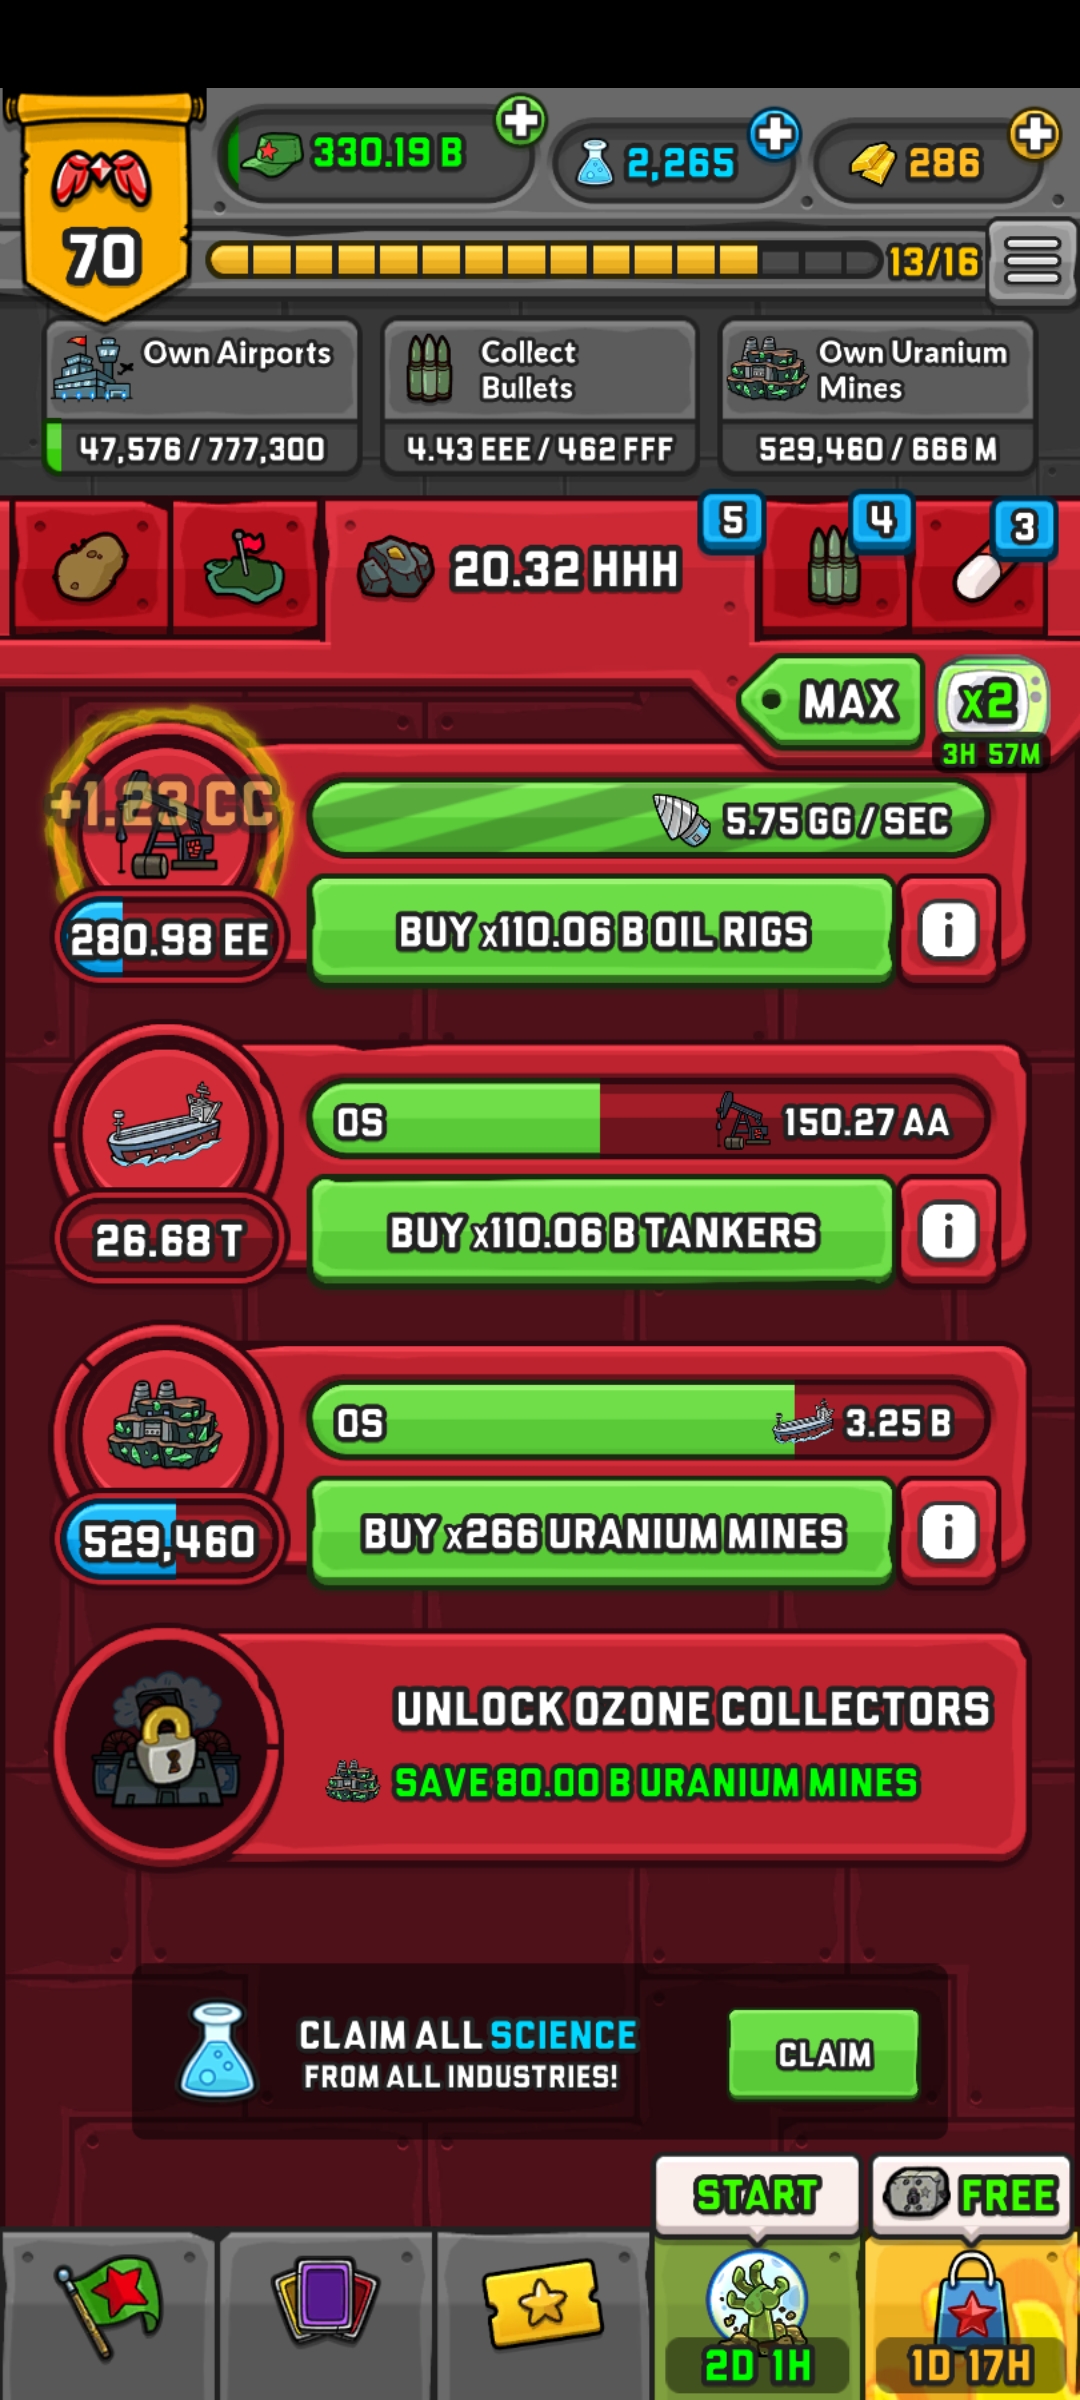 330.19 B
2,265
286
70
13/16
Own Airports
47,576 / 777,300
Collect
Bullets
4.43 EEE / 462 FFF
Own Uranium
Mines
529,460 / 666 M
20.32 HHH
5
4
3
MAX
x2
3H 57M
+1.23 CC
5.75 GG / SEC
280.98 EE
BUY x110.06 B OIL RIGS
i
0S
150.27 AA
26.68 T
BUY x110.06 B TANKERS
i
0S
3.25 B
529,460
BUY x266 URANIUM MINES
i
UNLOCK OZONE COLLECTORS
SAVE 80.00 B URANIUM MINES
CLAIM ALL SCIENCE
FROM ALL INDUSTRIES!
CLAIM
START
FREE
2D 1H
1D 17H